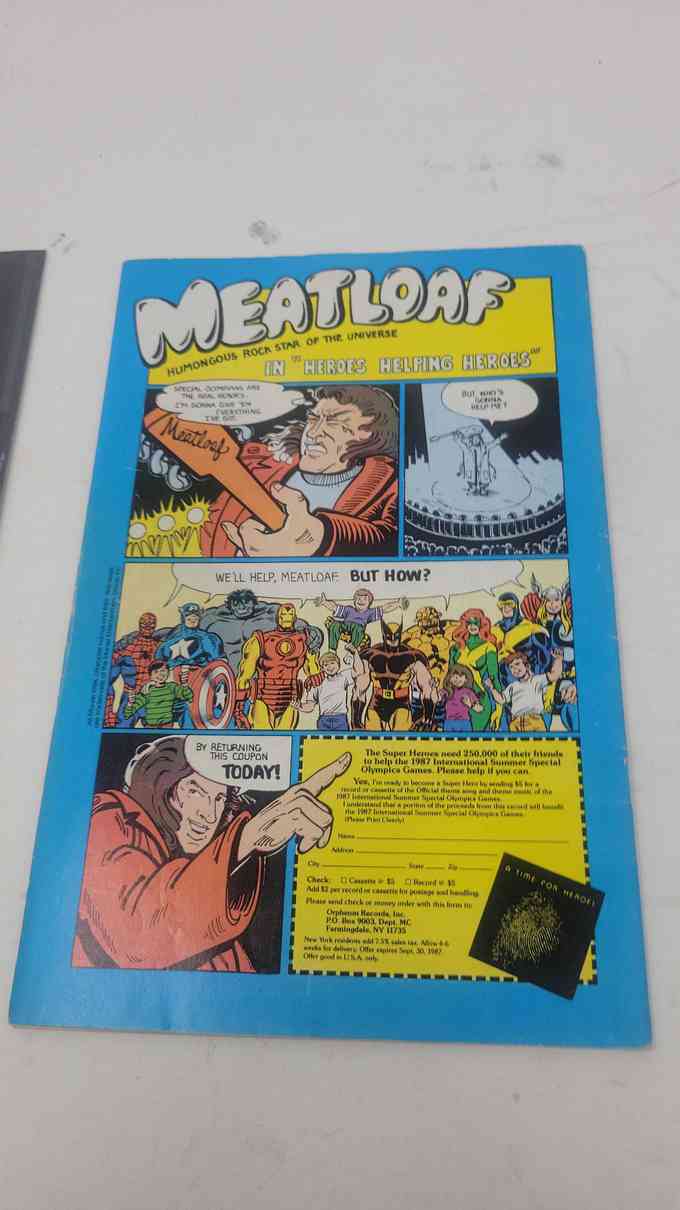 MEATLOAF
HUMONGOUS ROCK STAR OF THE UNIVERSE
IN "HEROES HELPING HEROES"
SPECIAL OLYMPIANS ARE
THE REAL HEROES.
I'M GONNA GIVE 'EM
EVERYTHING
I'VE GOT.
Meatloaf
BUT WHO'S
GONNA
HELP ME?
WE'LL HELP, MEATLOAF. BUT HOW?
BY RETURNING
THIS COUPON
TODAY!
The Super Heroes need 250,000 of their friends
to help the 1987 International Summer Special
Olympics Games. Please help if you can.
Yes, I'm ready to become a Super Hero by sending $5 for a
record or cassette of the Official theme song and theme music of the
1987 International Summer Special Olympics Games.
I understand that a portion of the proceeds from this record will benefit
the 1987 International Summer Special Olympics Games.
(Please Print Clearly)
Name
Address
City State Zip
Check: □ Cassette @ $5 □ Record @ $5
Add $2 per record or cassette for postage and handling.
Please send check or money order with this form to:
Orpheum Records, Inc.
P.O. Box 9003, Dept. MC
Farmingdale, NY 11735
New York residents add 7.5% sales tax. Allow 4-6
weeks for delivery. Offer expires Sept. 30, 1987.
Offer good in U.S.A. only.
A TIME FOR HEROES